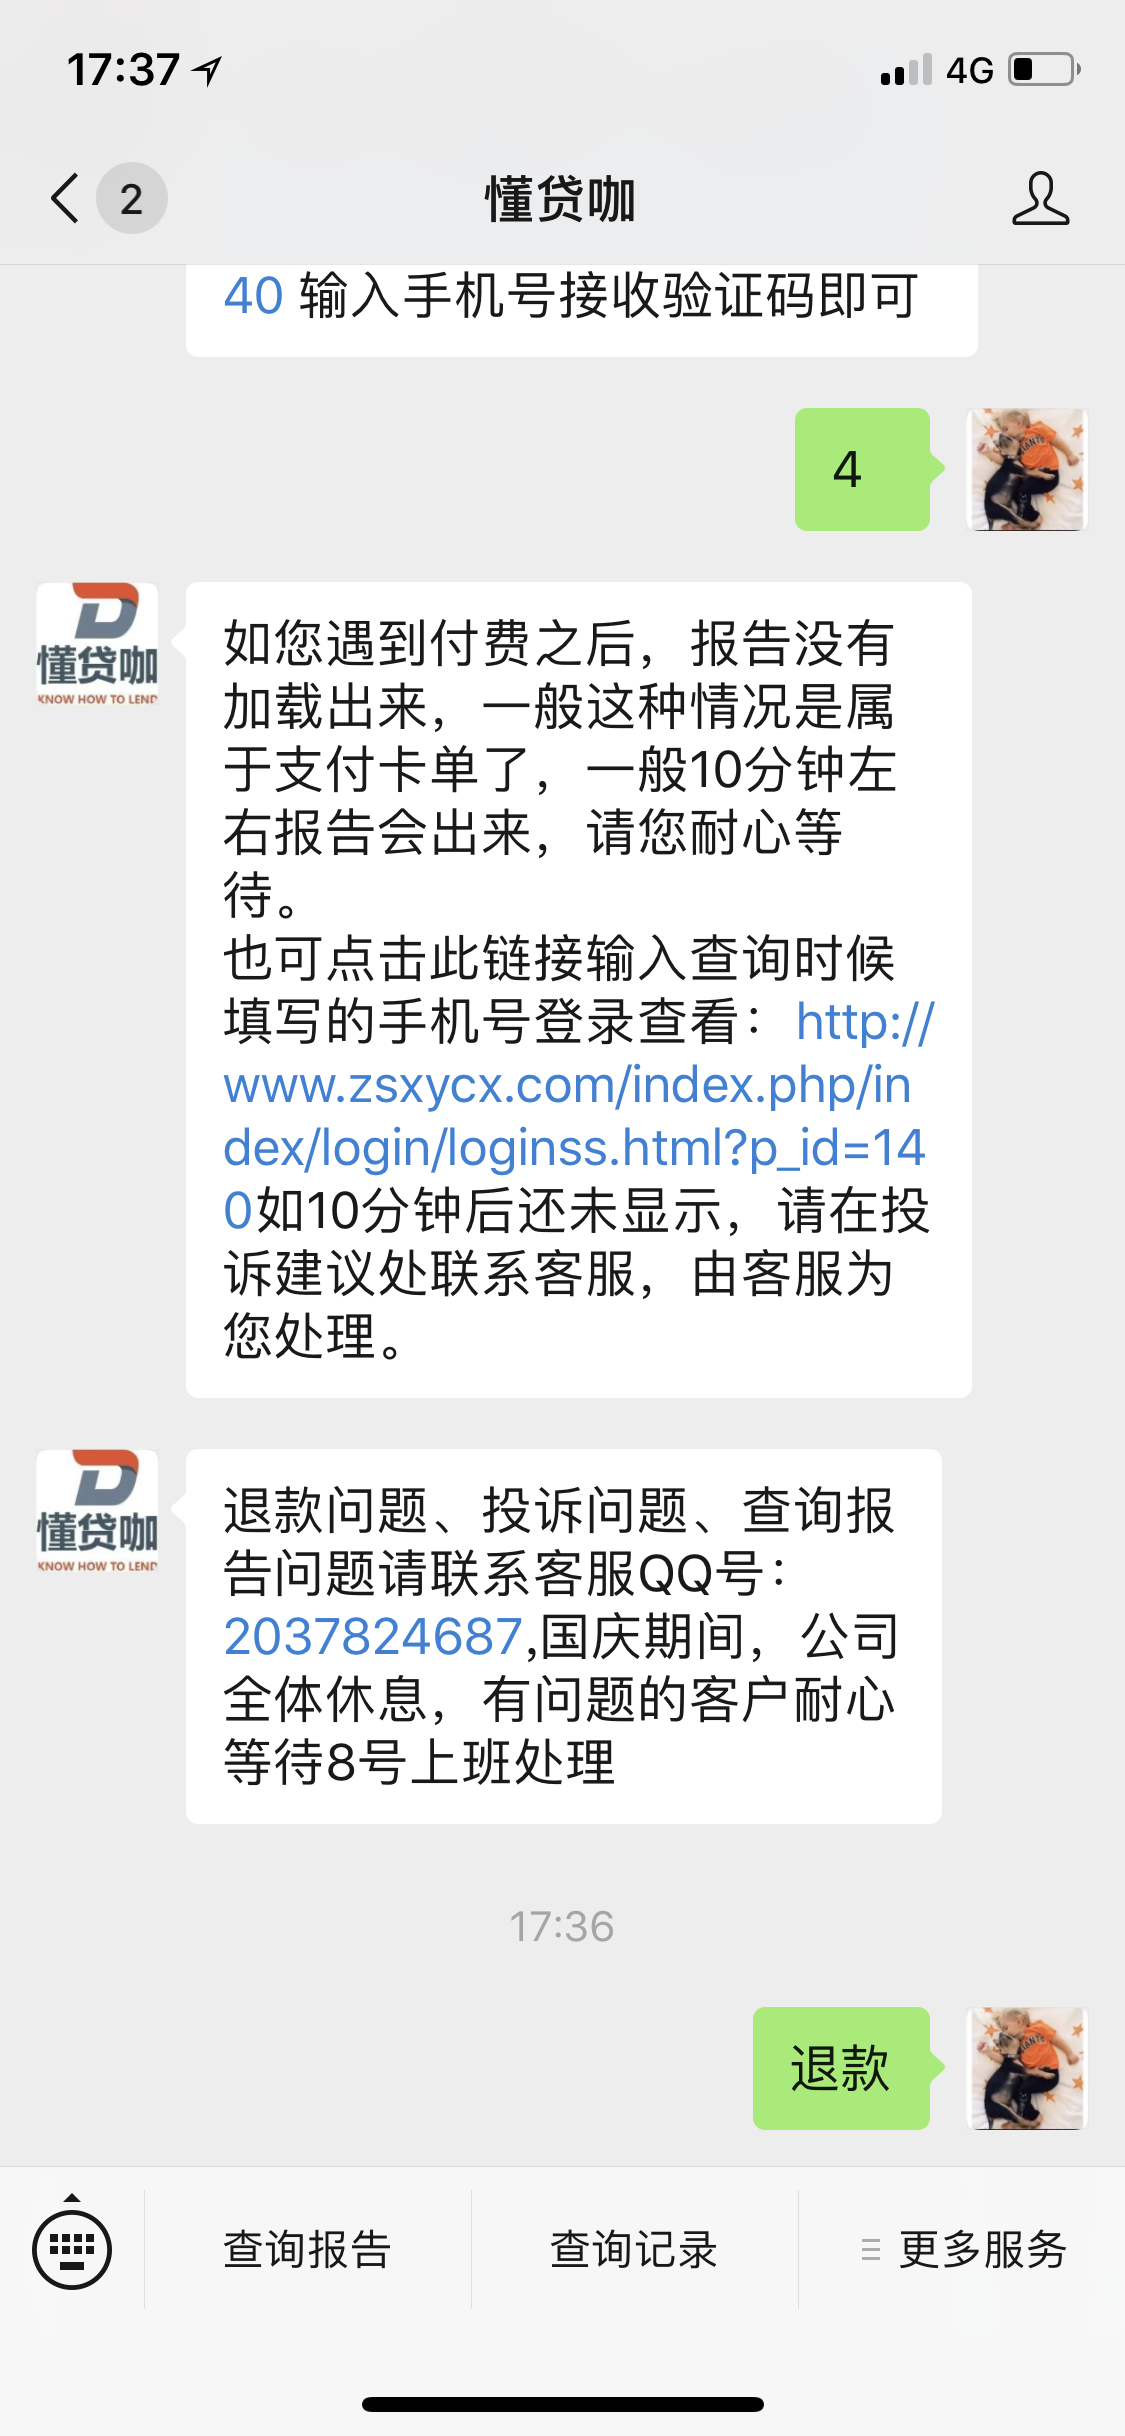 17:37
4G
2
懂贷咖
40 输入手机号接收验证码即可
4
懂贷咖
KNOW HOW TO LEND
如您遇到付费之后，报告没有
加载出来，一般这种情况是属
于支付卡单了，一般10分钟左
右报告会出来，请您耐心等
待。
也可点击此链接输入查询时候
填写的手机号登录查看：http://
www.zsxycx.com/index.php/in
dex/login/loginss.html?p_id=14
0如10分钟后还未显示，请在投
诉建议处联系客服，由客服为
您处理。
懂贷咖
KNOW HOW TO LEND
退款问题、投诉问题、查询报
告问题请联系客服QQ号：
2037824687,国庆期间，公司
全体休息，有问题的客户耐心
等待8号上班处理
17:36
退款
查询报告
查询记录
更多服务